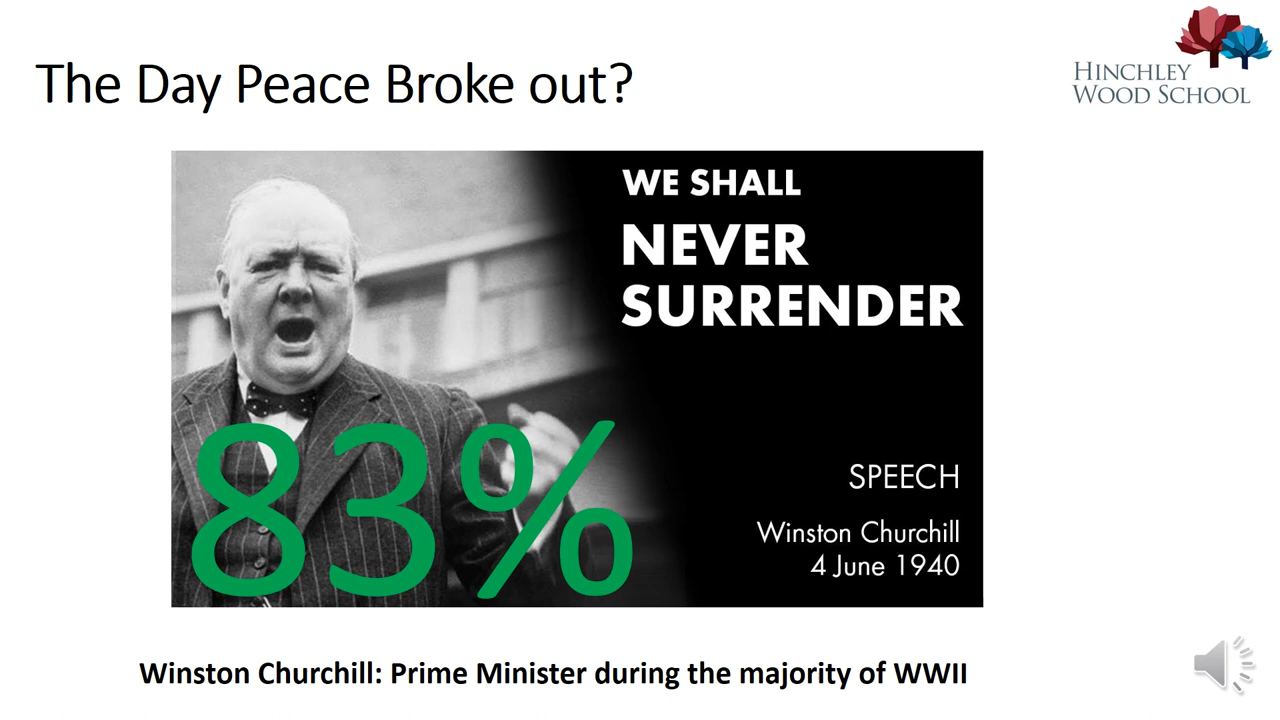 The Day Peace Broke out?
HINCHLEY
WOOD SCHOOL
WE SHALL
NEVER
SURRENDER
83%
SPEECH
Winston Churchill
4 June 1940
Winston Churchill: Prime Minister during the majority of WWII